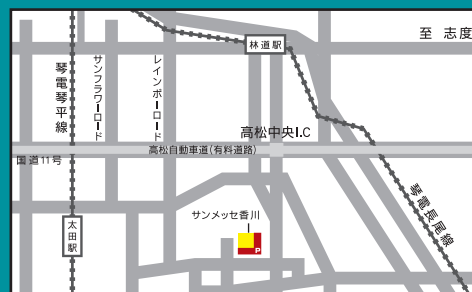 林道駅
至 志度
琴電琴平線
サンフラワーロード
レインボーロード
高松中央I.C
高松自動車道(有料道路)
国道11号
琴電長尾線
サンメッセ香川
太田駅
P